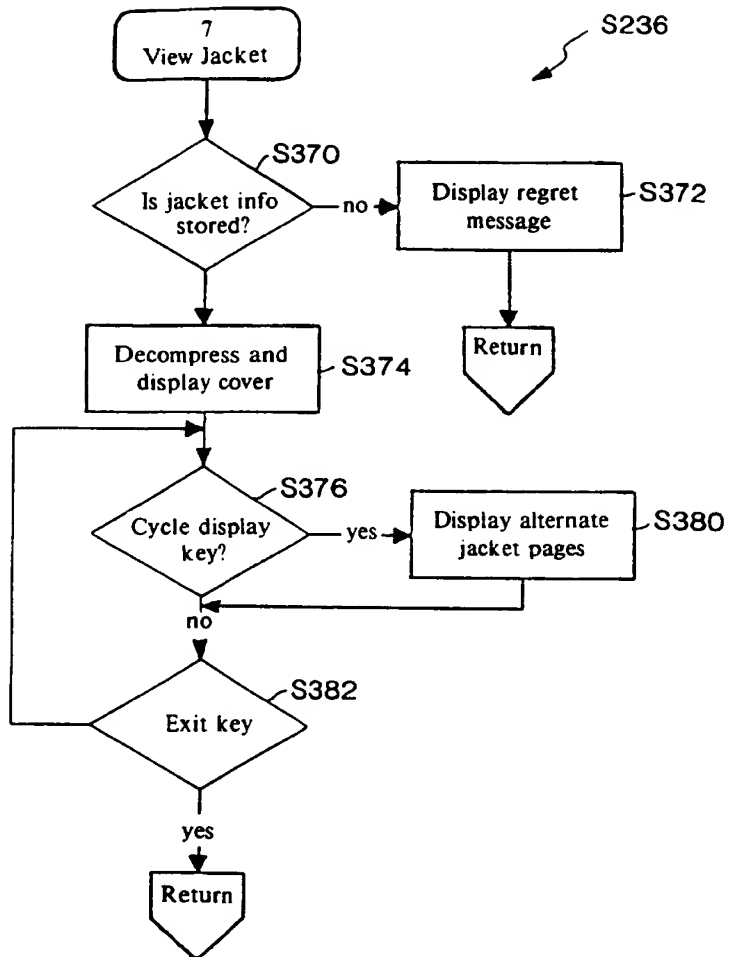 7
View Jacket
S236
S370
Is jacket info
stored?
no
Display regret
message
S372
Return
Decompress and
display cover
S374
S376
Cycle display
key?
yes
Display alternate
jacket pages
S380
no
S382
Exit key
yes
Return